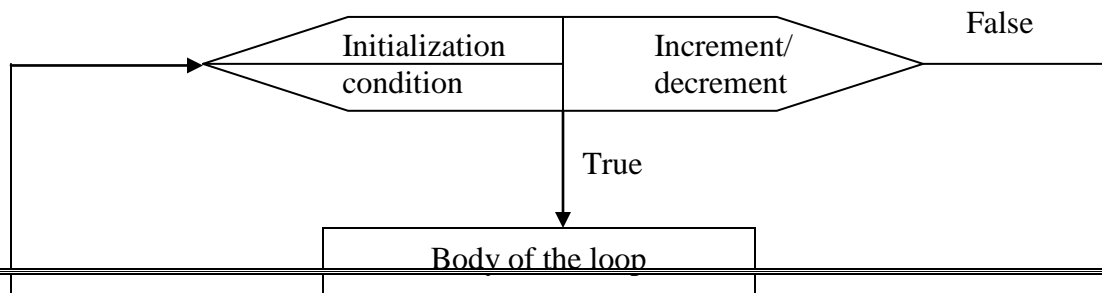 False
Initialization
condition
Increment/
decrement
True
Body of the loop